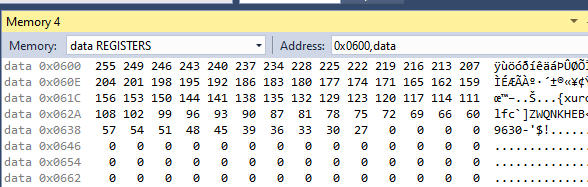 Memory 4
Memory: data REGISTERS Address: 0x0600,data
data 0x0600 255 249 246 243 240 237 234 228 225 222 219 216 213 207
data 0x060E 204 201 198 195 192 186 183 180 177 174 171 165 162 159
data 0x061C 156 153 150 144 141 138 135 132 129 123 120 117 114 111
data 0x062A 108 102 99 96 93 90 87 81 78 75 72 69 66 60 lfc`]ZWQNKHEB<
data 0x0638 57 54 51 48 45 39 36 33 30 27 0 0 0 0 9630-'$!.....
data 0x0646 0 0 0 0 0 0 0 0 0 0 0 0 0 0 ..............
data 0x0654 0 0 0 0 0 0 0 0 0 0 0 0 0 0 ..............
data 0x0662 0 0 0 0 0 0 0 0 0 0 0 0 0 0 ..............